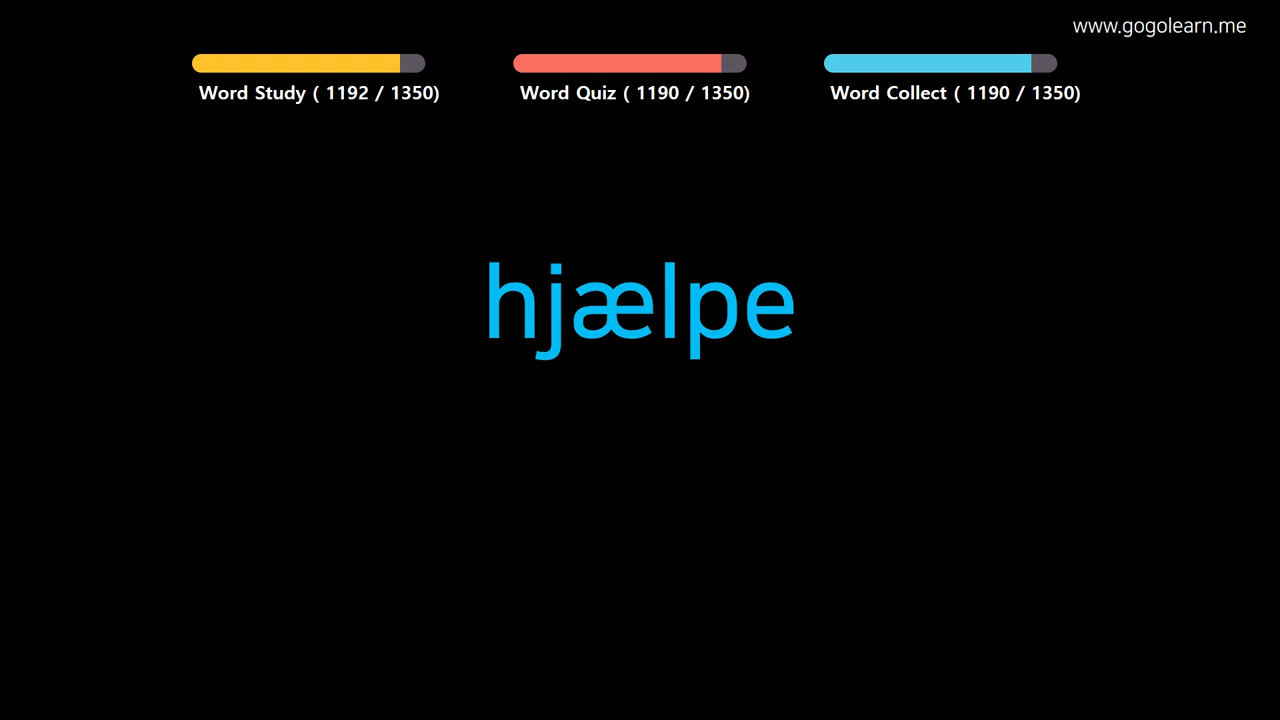 www.gogolearn.me
Word Study ( 1192 / 1350)
Word Quiz ( 1190 / 1350)
Word Collect ( 1190 / 1350)
hjælpe